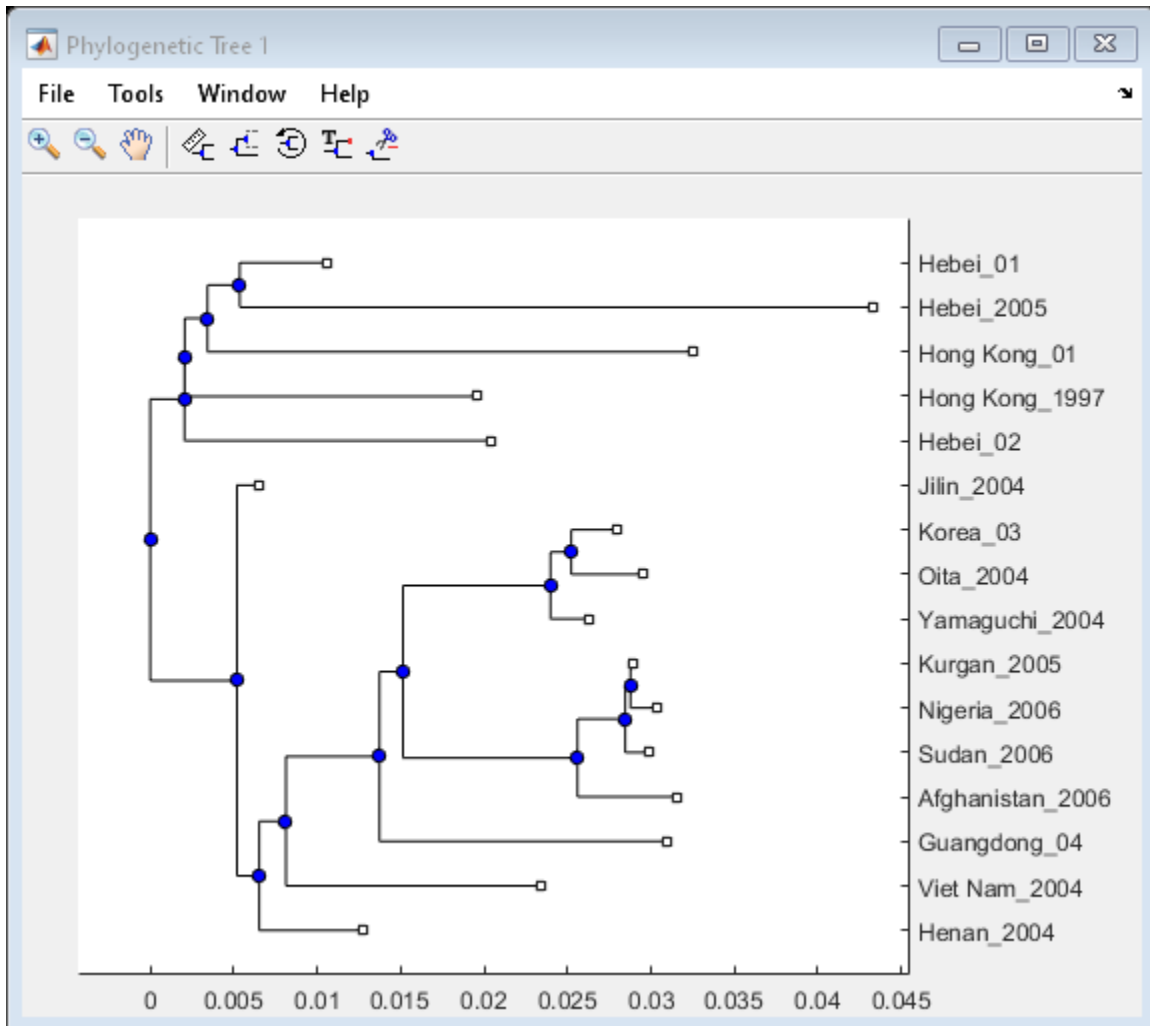 Phylogenetic Tree 1
File Tools Window Help
T
Hebei_01
Hebei_2005
Hong Kong_01
Hong Kong_1997
Hebei_02
Jilin_2004
Korea_03
Oita_2004
Yamaguchi_2004
Kurgan_2005
Nigeria_2006
Sudan_2006
Afghanistan_2006
Guangdong_04
Viet Nam_2004
Henan_2004
0 0.005 0.01 0.015 0.02 0.025 0.03 0.035 0.04 0.045